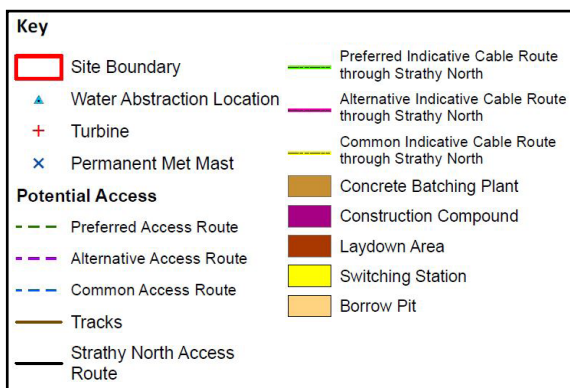 Key
Site Boundary
Water Abstraction Location
Turbine
Permanent Met Mast
Potential Access
Preferred Access Route
Alternative Access Route
Common Access Route
Tracks
Strathy North Access
Route
Preferred Indicative Cable Route
through Strathy North
Alternative Indicative Cable Route
through Strathy North
Common Indicative Cable Route
through Strathy North
Concrete Batching Plant
Construction Compound
Laydown Area
Switching Station
Borrow Pit